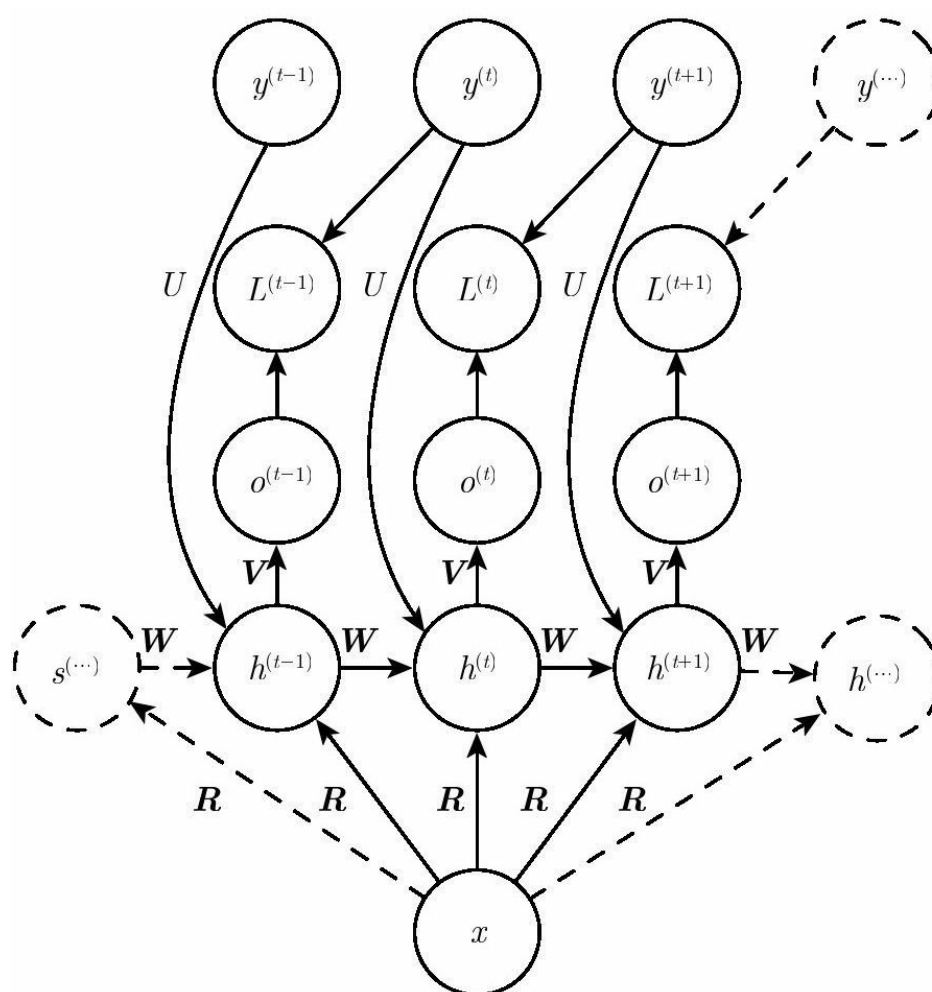 y^{(t−1)} y^{(t)} y^{(t+1)} y^{(···)}
U L^{(t−1)} U L^{(t)} U L^{(t+1)}
o^{(t−1)} o^{(t)} o^{(t+1)}
V V V
W W W W
s^{(···)} h^{(t−1)} h^{(t)} h^{(t+1)} h^{(···)}
R R R R R
x